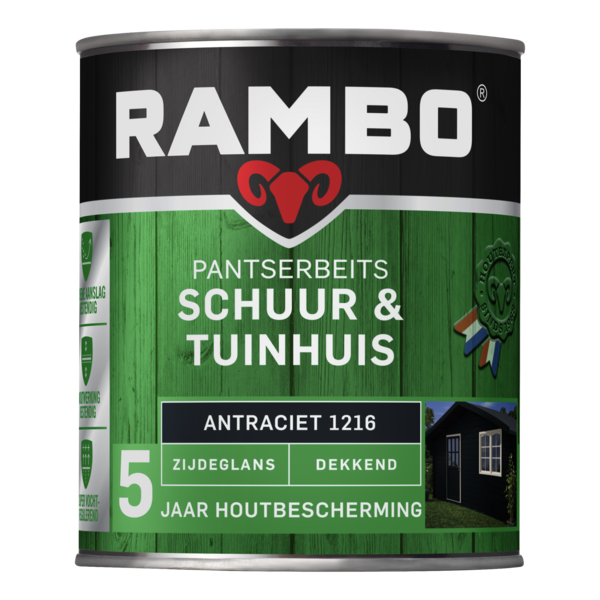 RAMBO®
PANTSERBEITS
SCHUUR &
TUINHUIS
ANTRACIET 1216
ZIJDEGLANS DEKKEND
5 JAAR HOUTBESCHERMING